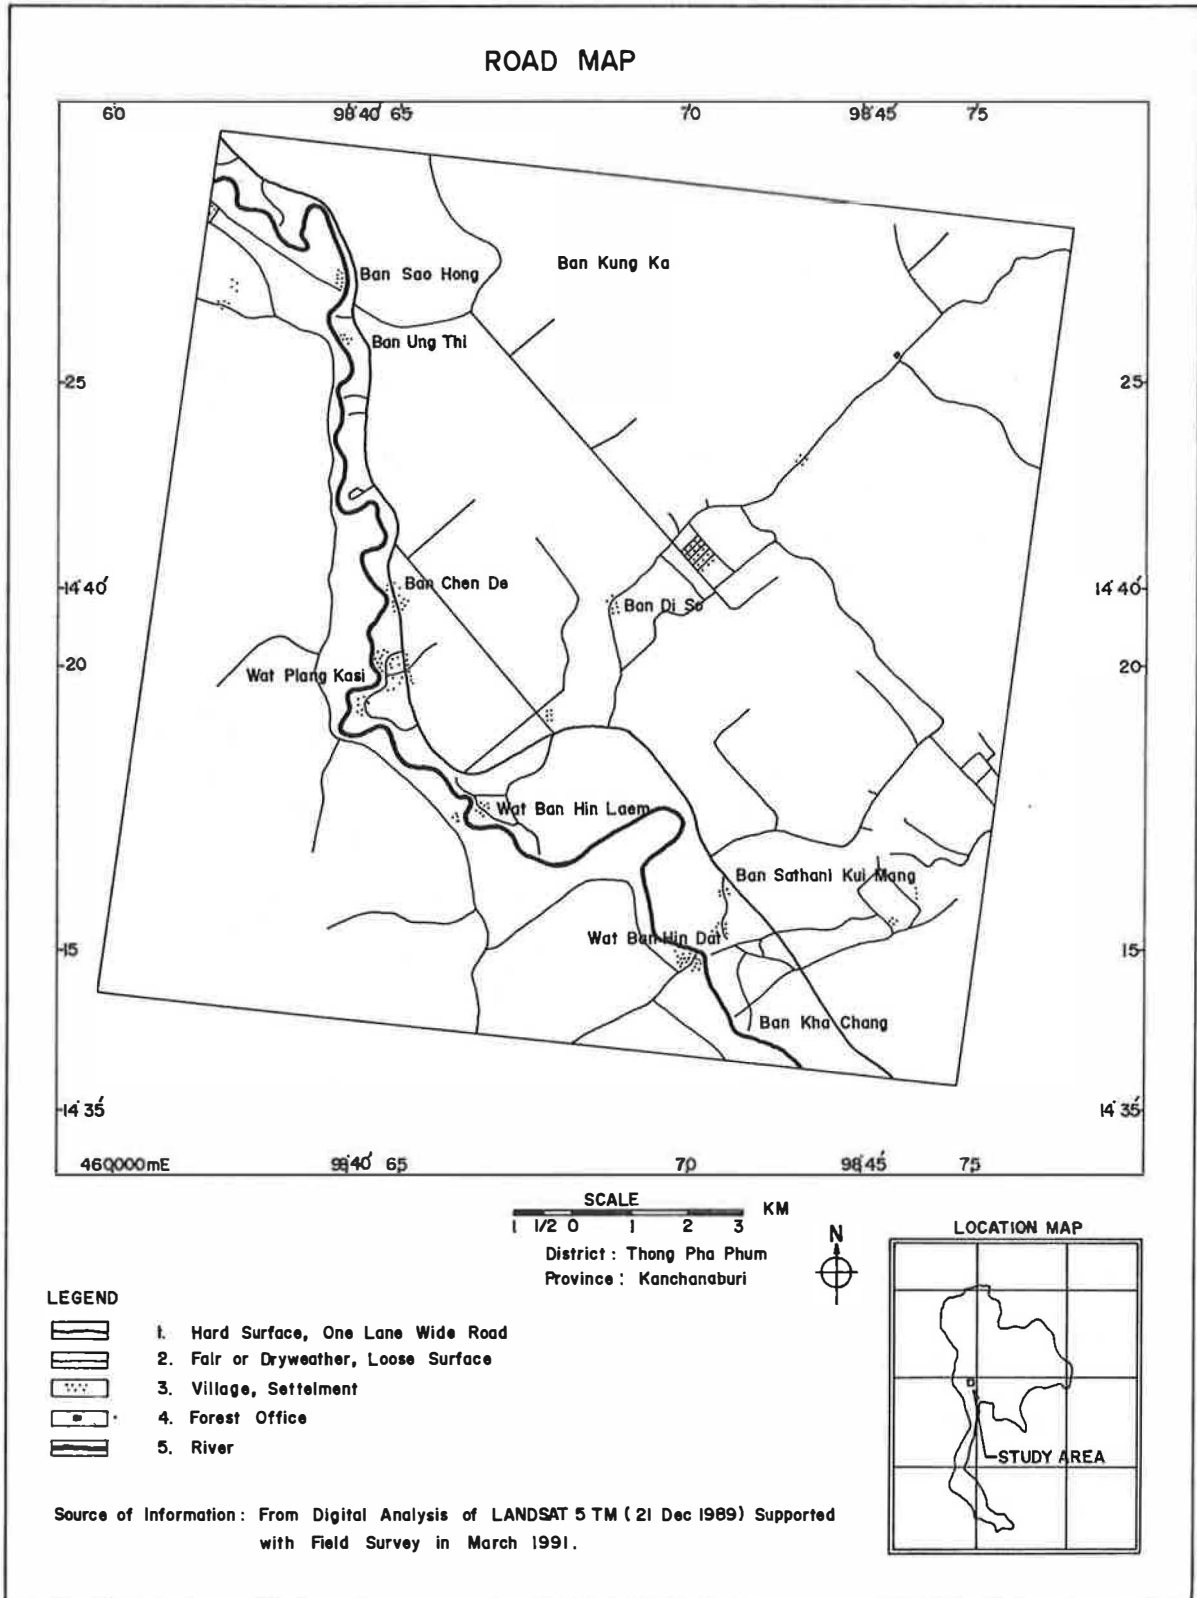 ROAD MAP
60 98°40' 65 70 98°45' 75
Ban Kung Ka
Ban Sao Hong
Ban Ung Thi
25 25
Ban Chen De
14°40' 14°40'
Ban Di So
20 20
Wat Plang Kasi
Wat Ban Hin Laem
Ban Sathani Kui Mang
Wat Ban Hin Dat
15 15
Ban Kha Chang
14°35' 14°35'
460000mE 98°40' 65 70 98°45' 75
SCALE
KM
1 1/2 0 1 2 3
District : Thong Pha Phum
Province : Kanchanaburi
N
LOCATION MAP
STUDY AREA
LEGEND
1. Hard Surface, One Lane Wide Road
2. Fair or Dryweather, Loose Surface
3. Village, Settelment
4. Forest Office
5. River
Source of Information : From Digital Analysis of LANDSAT 5 TM ( 21 Dec 1989) Supported
with Field Survey in March 1991.